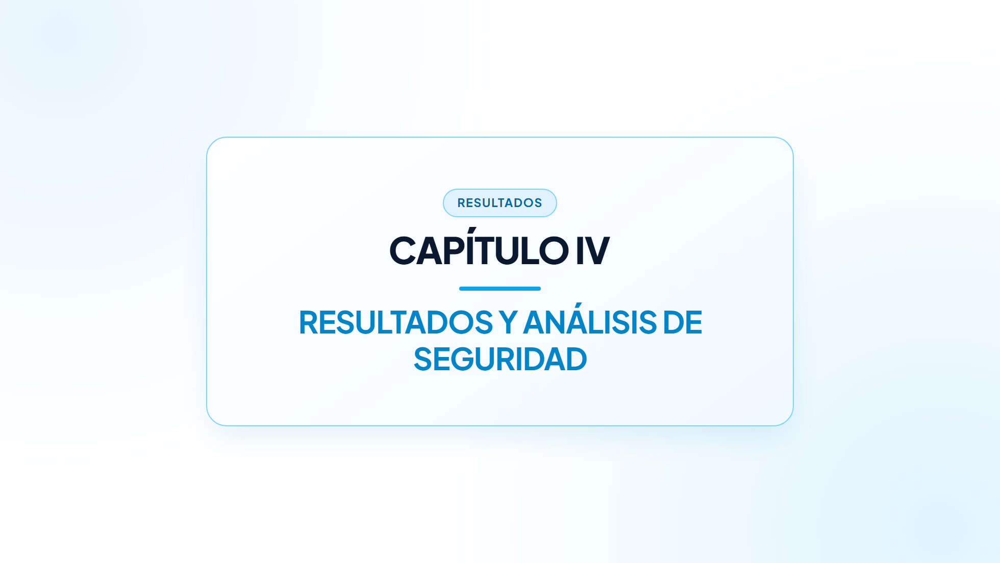 RESULTADOS
CAPÍTULO IV
RESULTADOS Y ANÁLISIS DE
SEGURIDAD